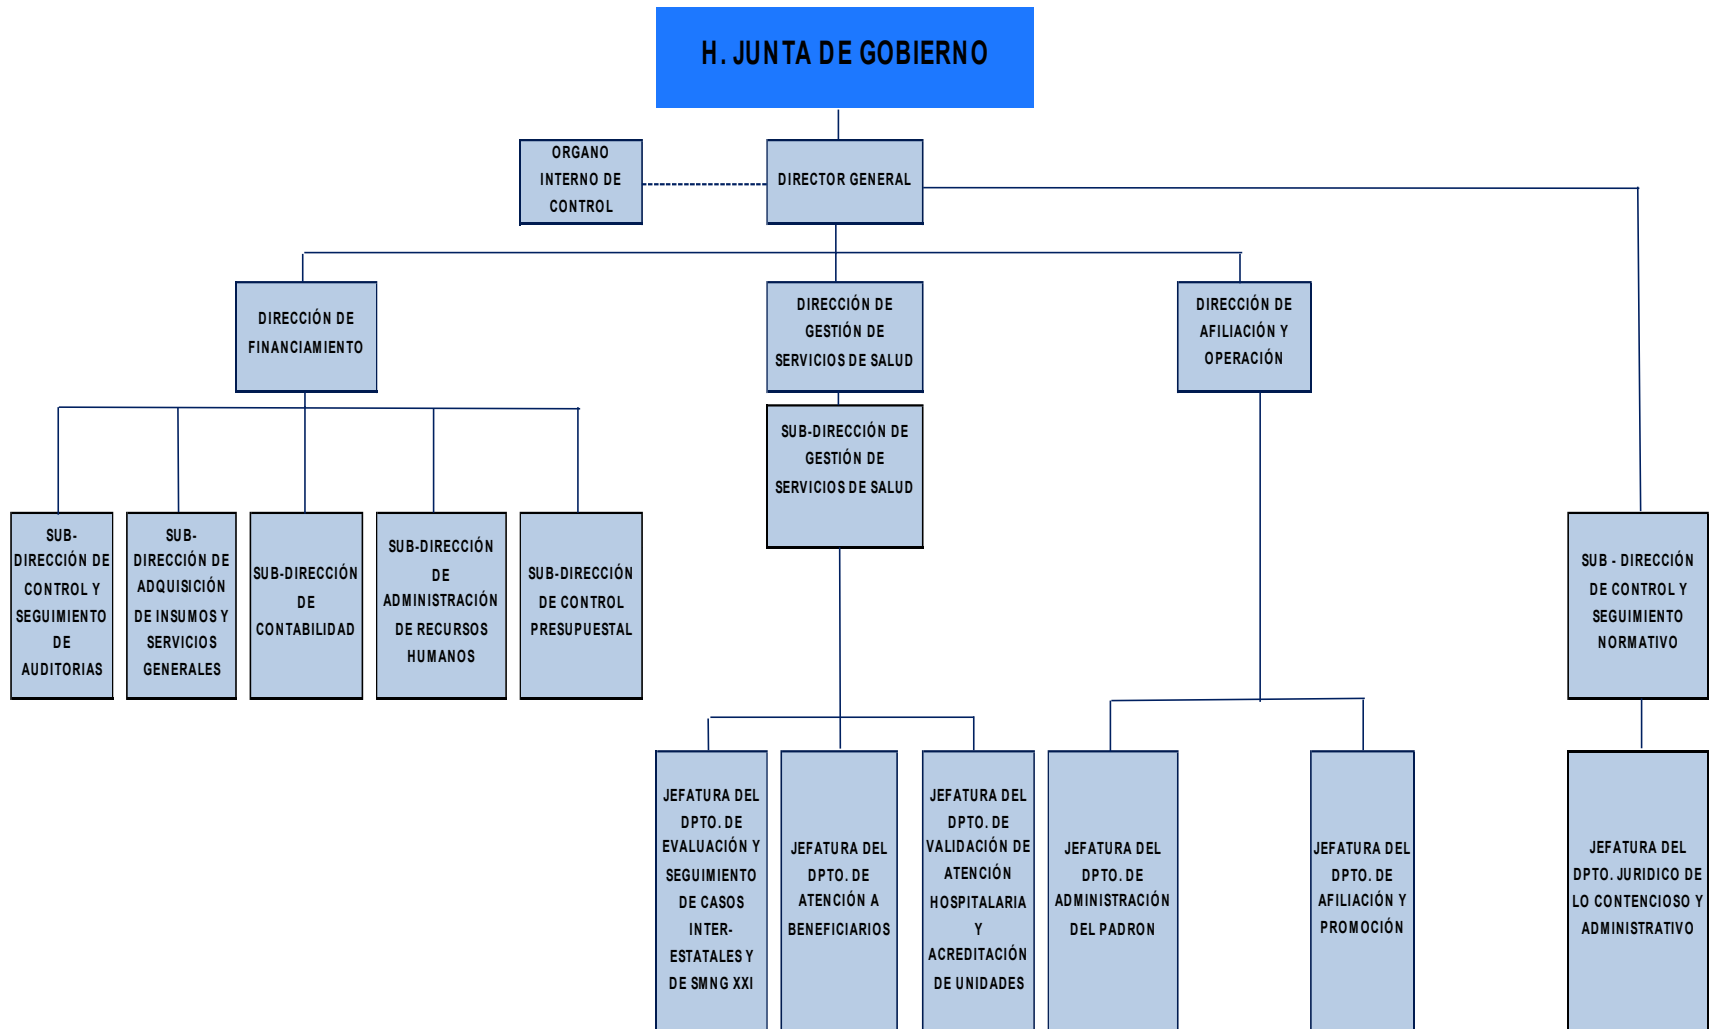 H. JUNTA DE GOBIERNO
ORGANO
INTERNO DE
CONTROL
DIRECTOR GENERAL
DIRECCIÓN DE
FINANCIAMIENTO
DIRECCIÓN DE
GESTIÓN DE
SERVICIOS DE SALUD
DIRECCIÓN DE
AFILIACIÓN Y
OPERACIÓN
SUB-DIRECCIÓN DE
GESTIÓN DE
SERVICIOS DE SALUD
SUB-
DIRECCIÓN DE
CONTROL Y
SEGUIMIENTO
DE
AUDITORIAS
SUB-
DIRECCIÓN DE
ADQUISICIÓN
DE INSUMOS Y
SERVICIOS
GENERALES
SUB-DIRECCIÓN
DE
CONTABILIDAD
SUB-DIRECCIÓN
DE
ADMINISTRACIÓN
DE RECURSOS
HUMANOS
SUB-DIRECCIÓN
DE CONTROL
PRESUPUESTAL
SUB - DIRECCIÓN
DE CONTROL Y
SEGUIMIENTO
NORMATIVO
JEFATURA DEL
DPTO. DE
EVALUACIÓN Y
SEGUIMIENTO
DE CASOS
INTER-
ESTATALES Y
DE SMNG XXI
JEFATURA DEL
DPTO. DE
ATENCIÓN A
BENEFICIARIOS
JEFATURA DEL
DPTO. DE
VALIDACIÓN DE
ATENCIÓN
HOSPITALARIA
Y
ACREDITACIÓN
DE UNIDADES
JEFATURA DEL
DPTO. DE
ADMINISTRACIÓN
DEL PADRON
JEFATURA DEL
DPTO. DE
AFILIACIÓN Y
PROMOCIÓN
JEFATURA DEL
DPTO. JURIDICO DE
LO CONTENCIOSO Y
ADMINISTRATIVO